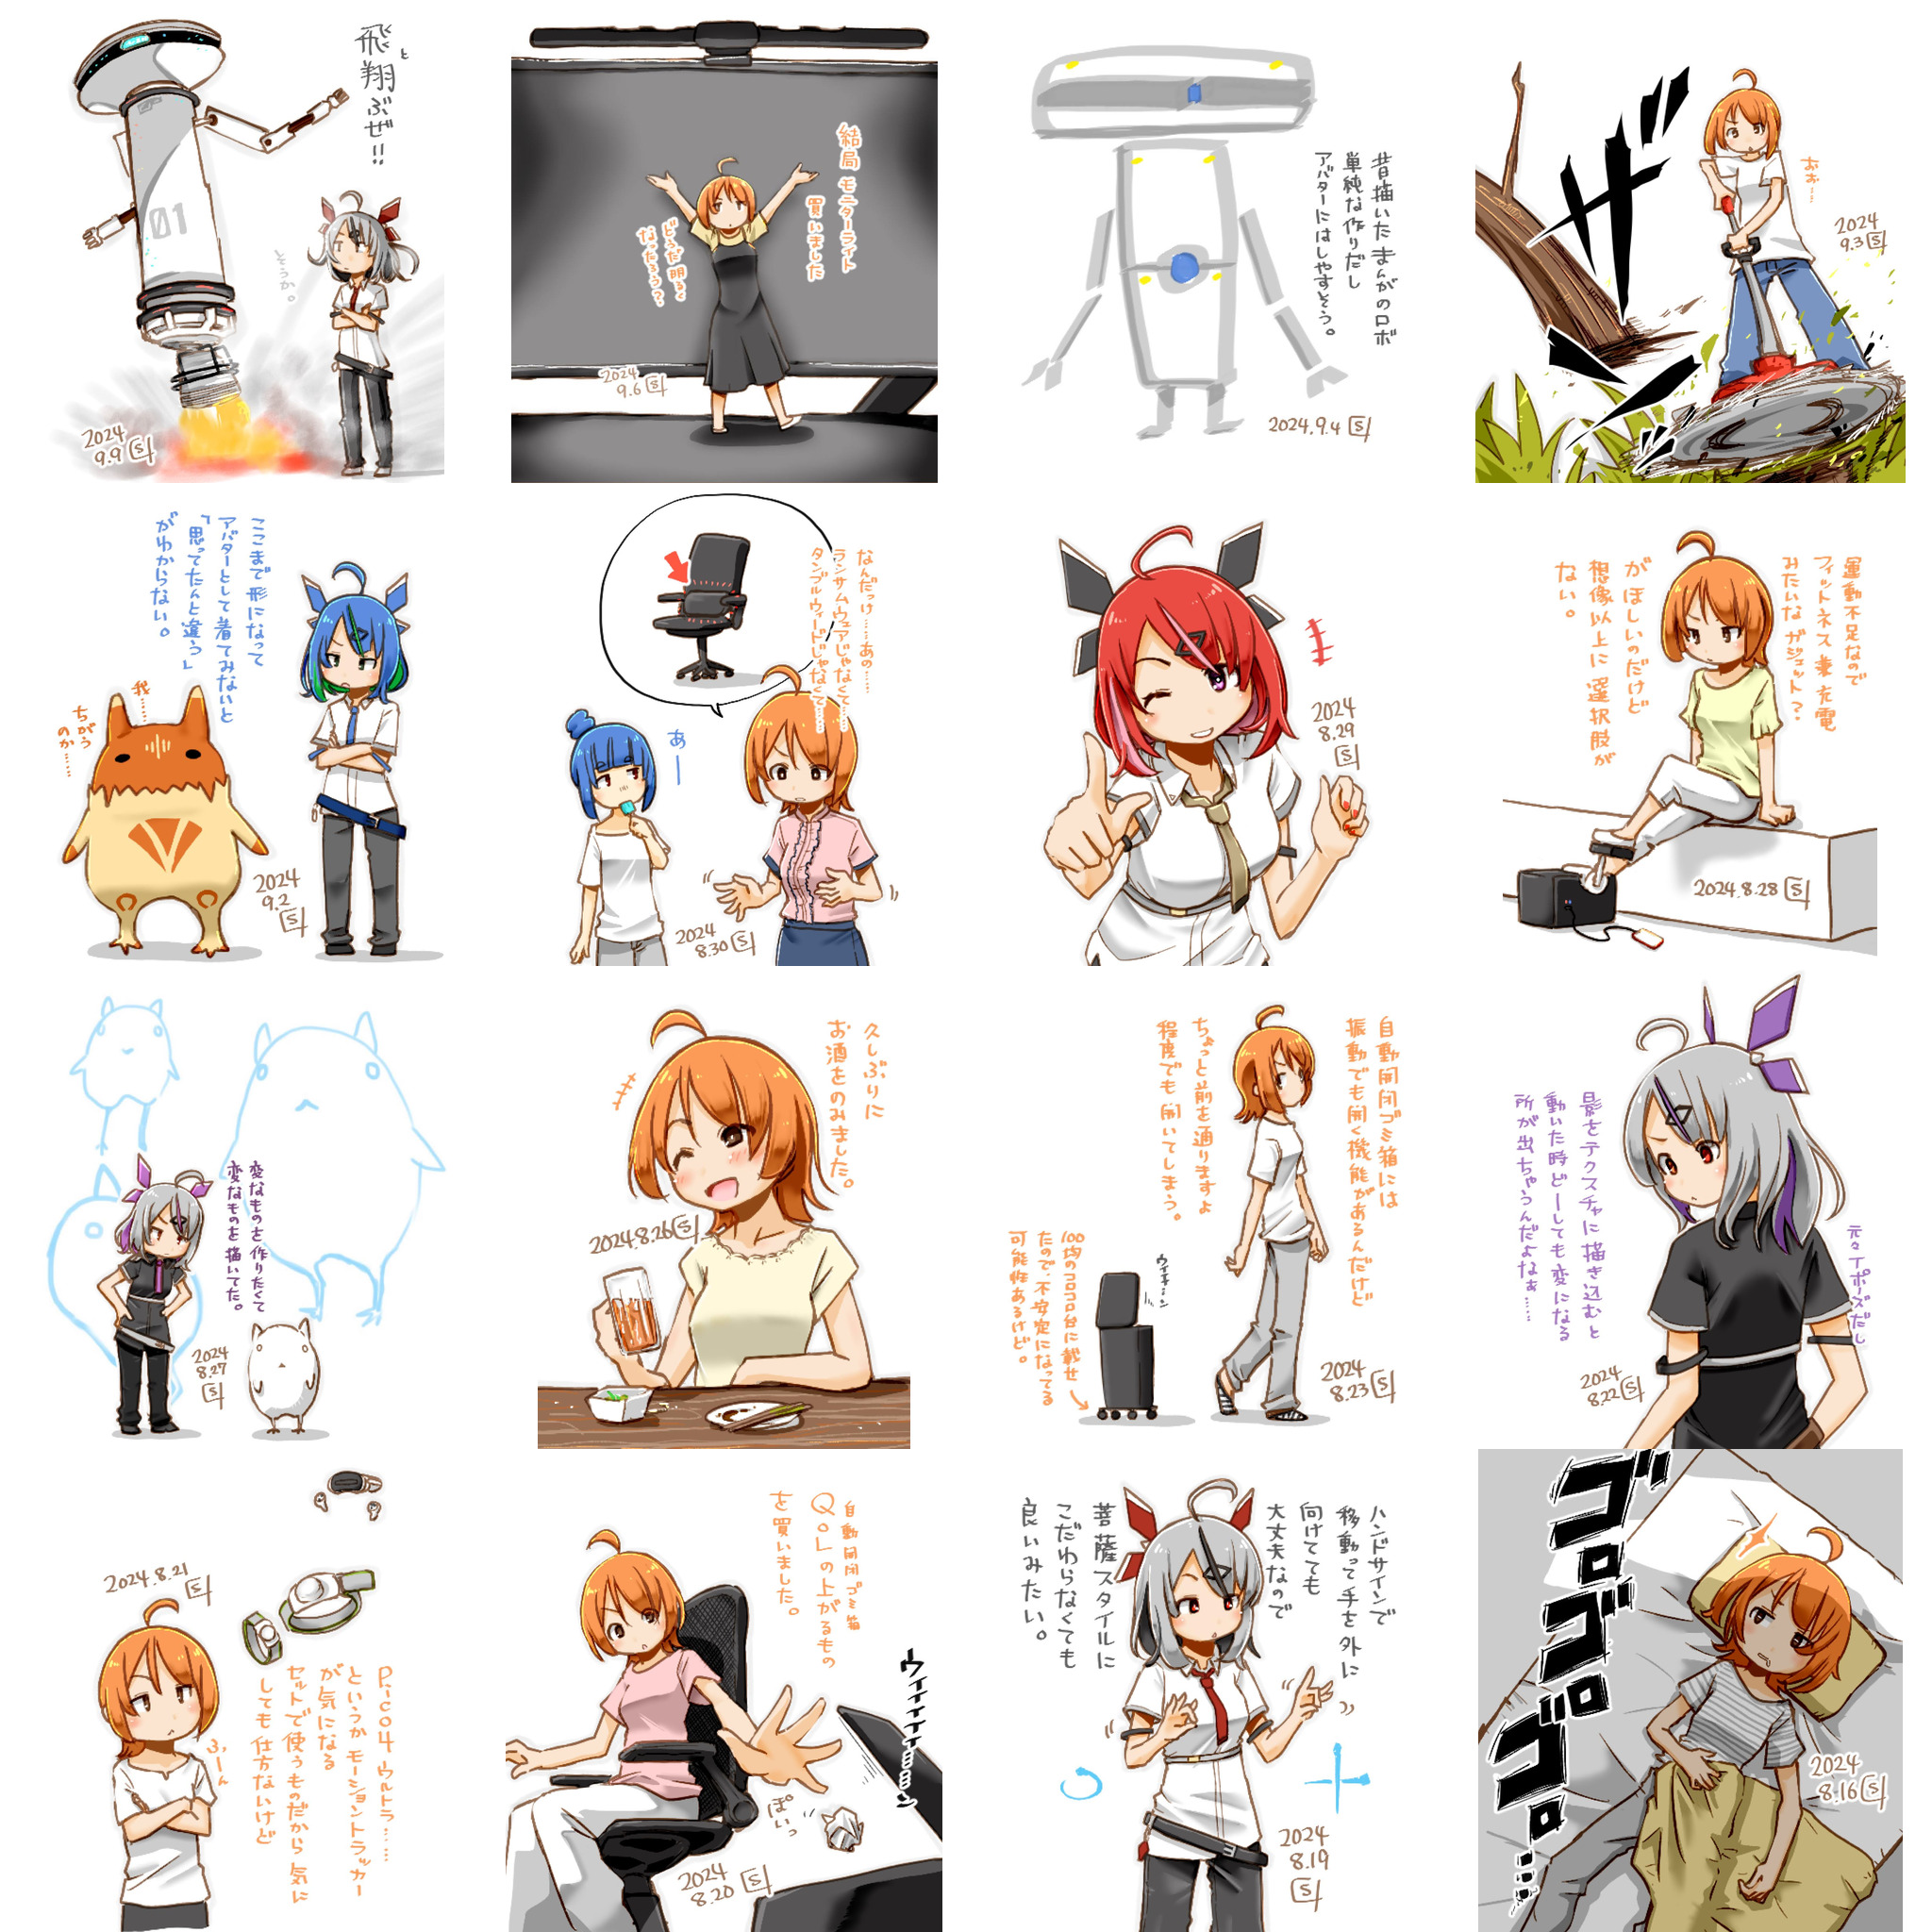 飛翔ぶぜ!!
と
そうか。
01
2024
9.9 S
結局 モニターライト
買いました
どうだ明るく
なったろう?
2024
9.6 S
昔描いた まんがのロボ
単純な作りだし
アバターにはしやすそう。
2024.9.4 S
ザ
おお…
2024
9.3 S
ここまで形になって
アバターとして着てみないと
「思ってたんと違う」
がわからない。
我……
ちがう
のか……
2024
9.2
S
なんだっけ……あの……
ランサムウェアじゃなくて……
タンブルウィードじゃなくて……
あー
2024
8.30 S
2024
8.29
S
運動不足なので
フィットネス兼充電
みたいなガジェット?
がほしいのだけど
想像以上に選択肢が
ない。
2024.8.28 S
変なものを作りたくて
変なものを描いてた。
2024
8.27
S
久しぶりに
お酒をのみました。
2024.8.26 S
自動開閉ゴミ箱には
振動でも開く機能があるんだけど
ちょっと前を通りますよ
程度でも開いてしまう。
ウイーーン
100均のコロコロ台に載せ
たので、不安定になってる
可能性あるけど。
2024
8.23 S
元々Tポーズだし
影をテクスチャに描き込むと
動いた時どーしても変になる
所が出ちゃうんだよなぁ……
2024
8.22 S
2024.8.21
S
Pico4ウルトラ……
というかモーショントラッカー
が気になる
セットで使うものだから気に
しても仕方ないけど
ふーん
自動開閉ゴミ箱
QoLの上がるもの
を買いました。
ウイイイイイ……ーン
ぽいっ
2024
8.20 S
ハンドサインで
移動って手を外に
向けてても
大丈夫なので
菩薩スタイルに
こだわらなくても
良いみたい。
2024
8.19
S
ゴロゴロゴロ……
2024
8.16 S